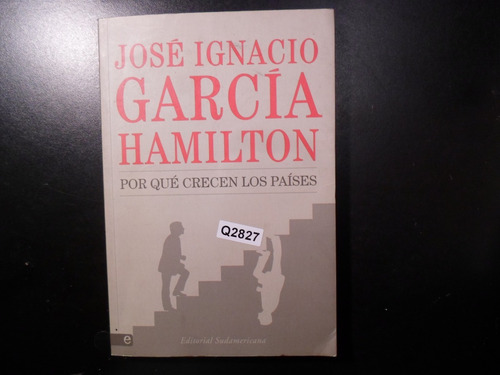 JOSÉ IGNACIO
GARCÍA
HAMILTON
POR QUÉ CRECEN LOS PAÍSES
Q2827
e
Editorial Sudamericana